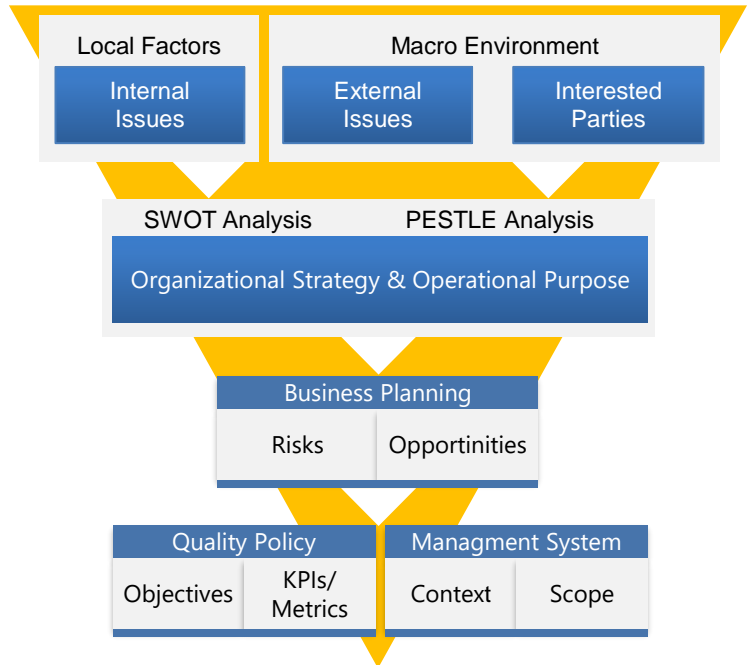 Local Factors
Macro Environment
Internal
Issues
External
Issues
Interested
Parties
SWOT Analysis
PESTLE Analysis
Organizational Strategy & Operational Purpose
Business Planning
Risks
Opportinities
Quality Policy
Managment System
Objectives
KPIs/
Metrics
Context
Scope